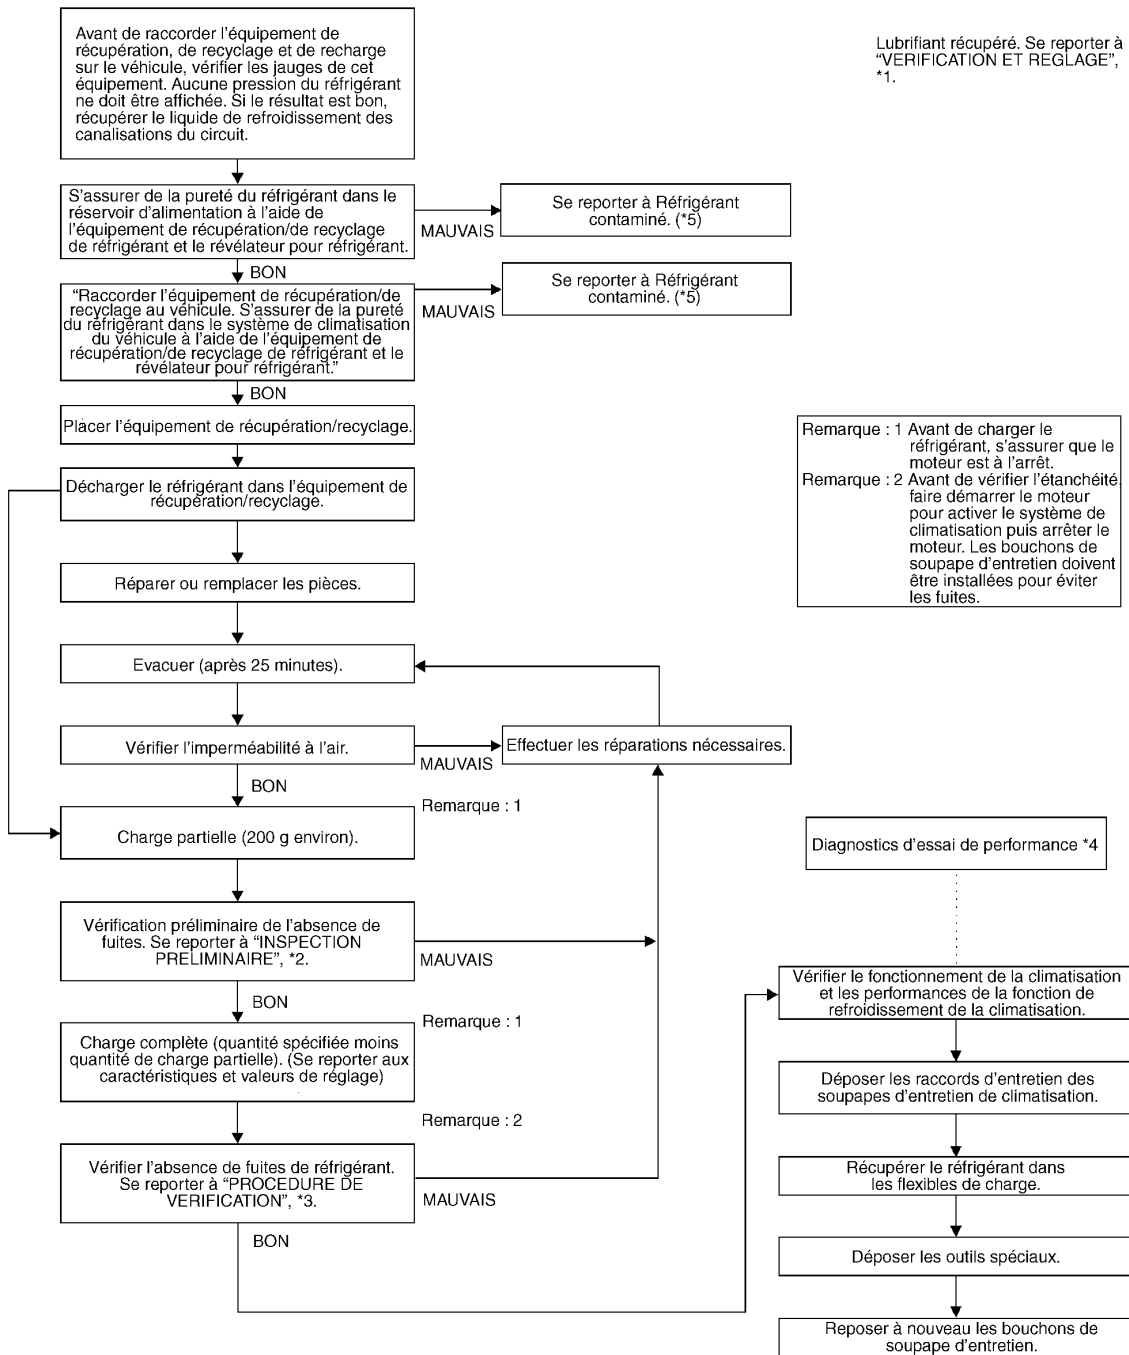 Avant de raccorder l’équipement de
récupération, de recyclage et de recharge
sur le véhicule, vérifier les jauges de cet
équipement. Aucune pression du réfrigérant
ne doit être affichée. Si le résultat est bon,
récupérer le liquide de refroidissement des
canalisations du circuit.
Lubrifiant récupéré. Se reporter à
“VERIFICATION ET REGLAGE”,
*1.
S’assurer de la pureté du réfrigérant dans le
réservoir d’alimentation à l’aide de
l’équipement de récupération/de recyclage
de réfrigérant et le révélateur pour réfrigérant.
MAUVAIS
Se reporter à Réfrigérant
contaminé. (*5)
BON
“Raccorder l’équipement de récupération/de
recyclage au véhicule. S’assurer de la pureté
du réfrigérant dans le système de climatisation
du véhicule à l’aide de l’équipement de
récupération/de recyclage de réfrigérant et le
révélateur pour réfrigérant.”
MAUVAIS
Se reporter à Réfrigérant
contaminé. (*5)
BON
Placer l’équipement de récupération/recyclage.
Décharger le réfrigérant dans l’équipement de
récupération/recyclage.
Remarque : 1 Avant de charger le
réfrigérant, s’assurer que le
moteur est à l’arrêt.
Remarque : 2 Avant de vérifier l’étanchéité,
faire démarrer le moteur
pour activer le système de
climatisation puis arrêter le
moteur. Les bouchons de
soupape d’entretien doivent
être installées pour éviter
les fuites.
Réparer ou remplacer les pièces.
Evacuer (après 25 minutes).
Vérifier l’imperméabilité à l’air.
MAUVAIS
Effectuer les réparations nécessaires.
BON
Remarque : 1
Charge partielle (200 g environ).
Vérification préliminaire de l’absence de
fuites. Se reporter à “INSPECTION
PRELIMINAIRE”, *2.
MAUVAIS
BON
Remarque : 1
Charge complète (quantité spécifiée moins
quantité de charge partielle). (Se reporter aux
caractéristiques et valeurs de réglage)
Remarque : 2
Vérifier l’absence de fuites de réfrigérant.
Se reporter à “PROCEDURE DE
VERIFICATION”, *3.
MAUVAIS
BON
Diagnostics d’essai de performance *4
Vérifier le fonctionnement de la climatisation
et les performances de la fonction de
refroidissement de la climatisation.
Déposer les raccords d’entretien des
soupapes d’entretien de climatisation.
Récupérer le réfrigérant dans
les flexibles de charge.
Déposer les outils spéciaux.
Reposer à nouveau les bouchons de
soupape d’entretien.